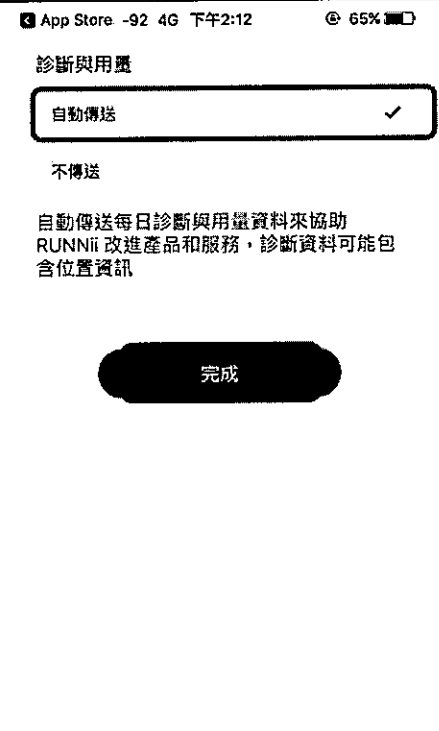 App Store -92 4G 下午2:12 65%
診斷與用量
自動傳送
不傳送
自動傳送每日診斷與用量資料來協助
RUNNii 改進產品和服務，診斷資料可能包
含位置資訊
完成